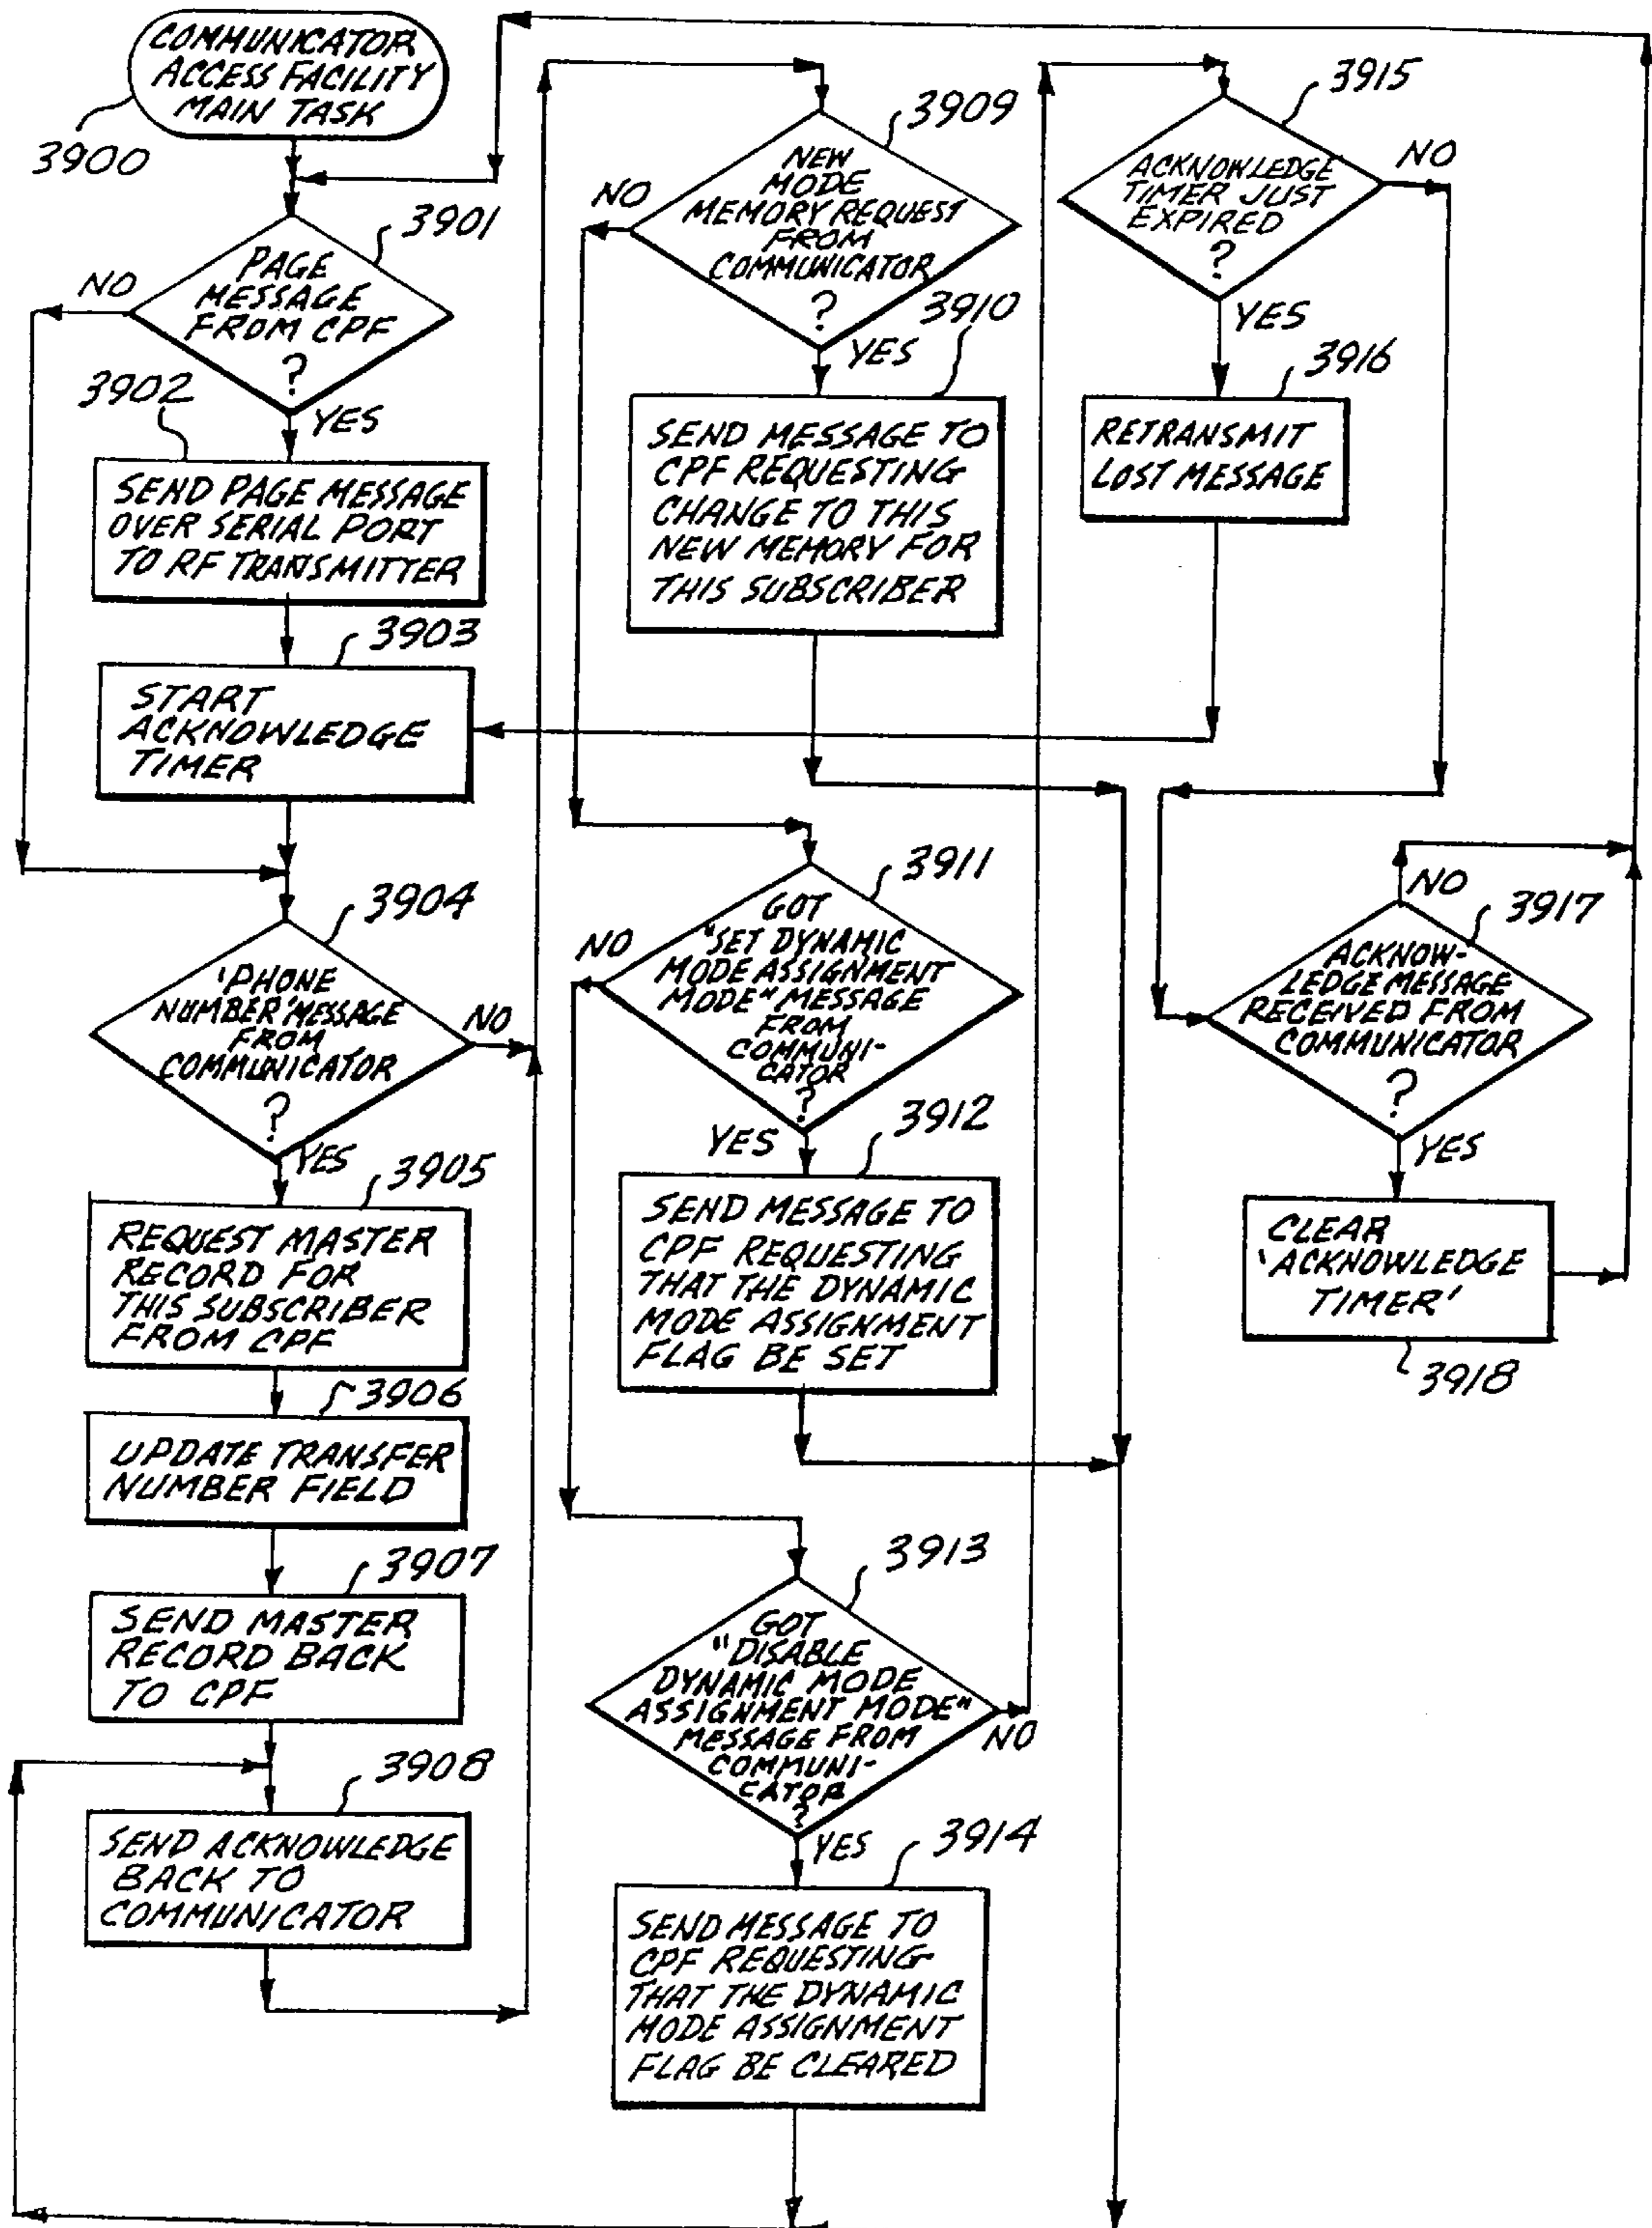 COMMUNICATOR
ACCESS FACILITY
MAIN TASK
3900
3901
PAGE
MESSAGE
FROM CPF
?
NO
YES
3902
SEND PAGE MESSAGE
OVER SERIAL PORT
TO RF TRANSMITTER
3903
START
ACKNOWLEDGE
TIMER
3904
'PHONE
NUMBER' MESSAGE
FROM
COMMUNICATOR
?
NO
YES
3905
REQUEST MASTER
RECORD FOR
THIS SUBSCRIBER
FROM CPF
3906
UPDATE TRANSFER
NUMBER FIELD
3907
SEND MASTER
RECORD BACK
TO CPF
3908
SEND ACKNOWLEDGE
BACK TO
COMMUNICATOR
3909
NEW
MODE
MEMORY REQUEST
FROM
COMMUNICATOR
?
NO
YES
3910
SEND MESSAGE TO
CPF REQUESTING
CHANGE TO THIS
NEW MEMORY FOR
THIS SUBSCRIBER
3911
GOT
"SET DYNAMIC
MODE ASSIGNMENT
MODE" MESSAGE
FROM
COMMUNI-
CATOR
?
NO
YES
3912
SEND MESSAGE TO
CPF REQUESTING
THAT THE DYNAMIC
MODE ASSIGNMENT
FLAG BE SET
3913
GOT
"DISABLE
DYNAMIC MODE
ASSIGNMENT MODE"
MESSAGE FROM
COMMUNI-
CATOR
?
NO
YES
3914
SEND MESSAGE TO
CPF REQUESTING
THAT THE DYNAMIC
MODE ASSIGNMENT
FLAG BE CLEARED
3915
ACKNOWLEDGE
TIMER JUST
EXPIRED
?
NO
YES
3916
RETRANSMIT
LOST MESSAGE
3917
ACKNOW-
LEDGE MESSAGE
RECEIVED FROM
COMMUNICATOR
?
NO
YES
CLEAR
'ACKNOWLEDGE
TIMER'
3918